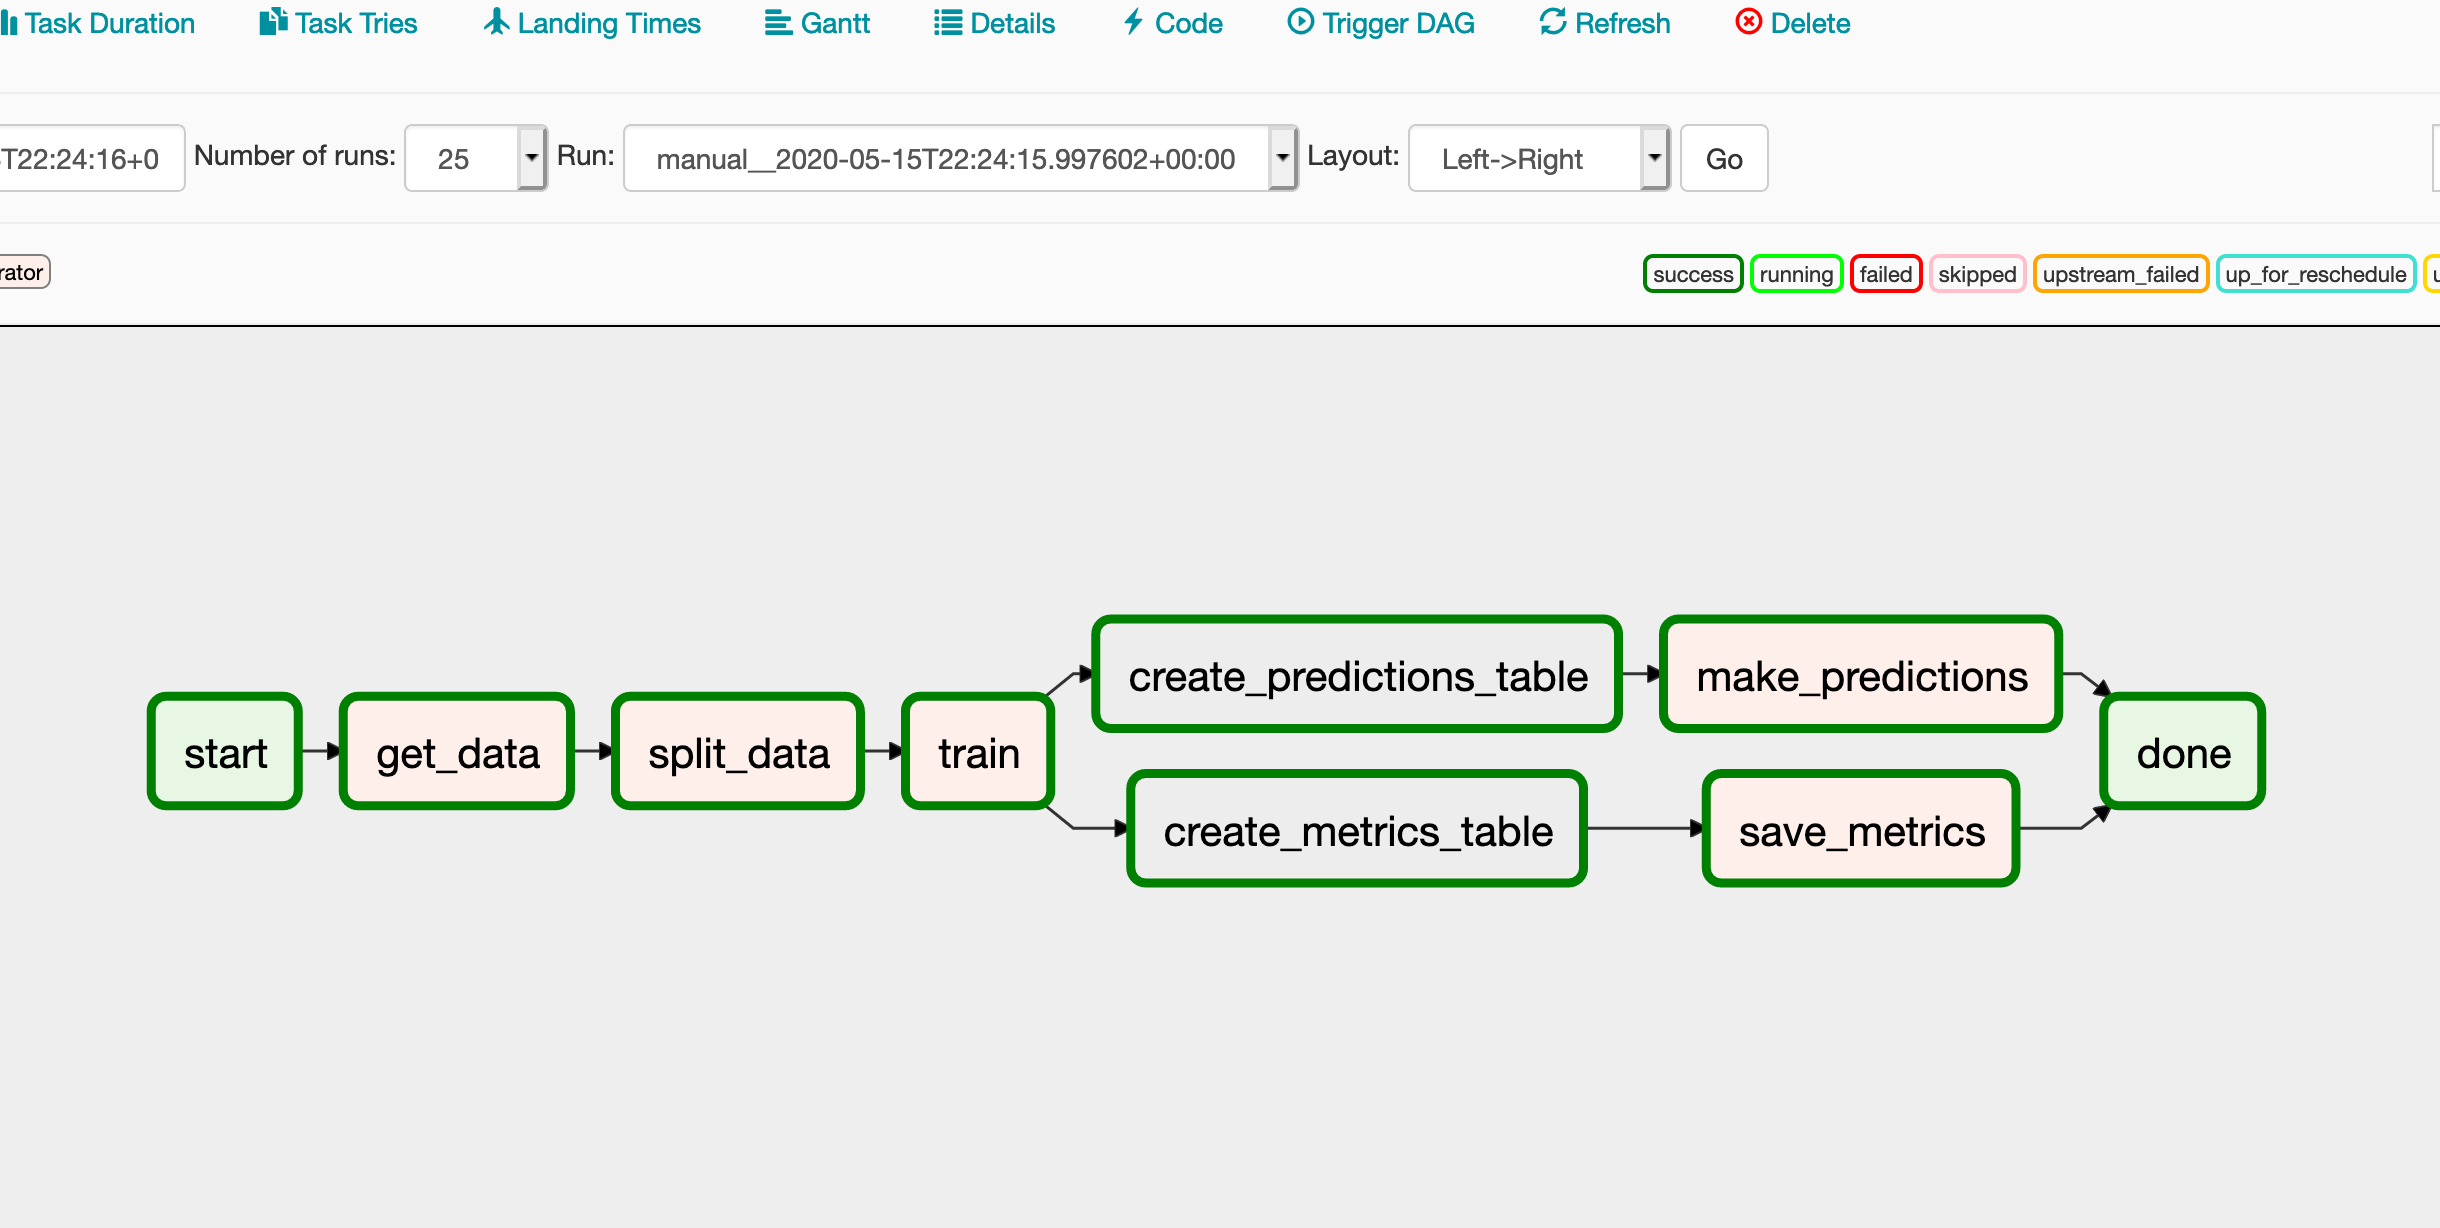 Task Duration Task Tries Landing Times Gantt Details Code Trigger DAG Refresh Delete
T22:24:16+0 Number of runs: 25 Run: manual__2020-05-15T22:24:15.997602+00:00 Layout: Left->Right Go
rator success running failed skipped upstream_failed up_for_reschedule
create_predictions_table make_predictions
start get_data split_data train done
create_metrics_table save_metrics